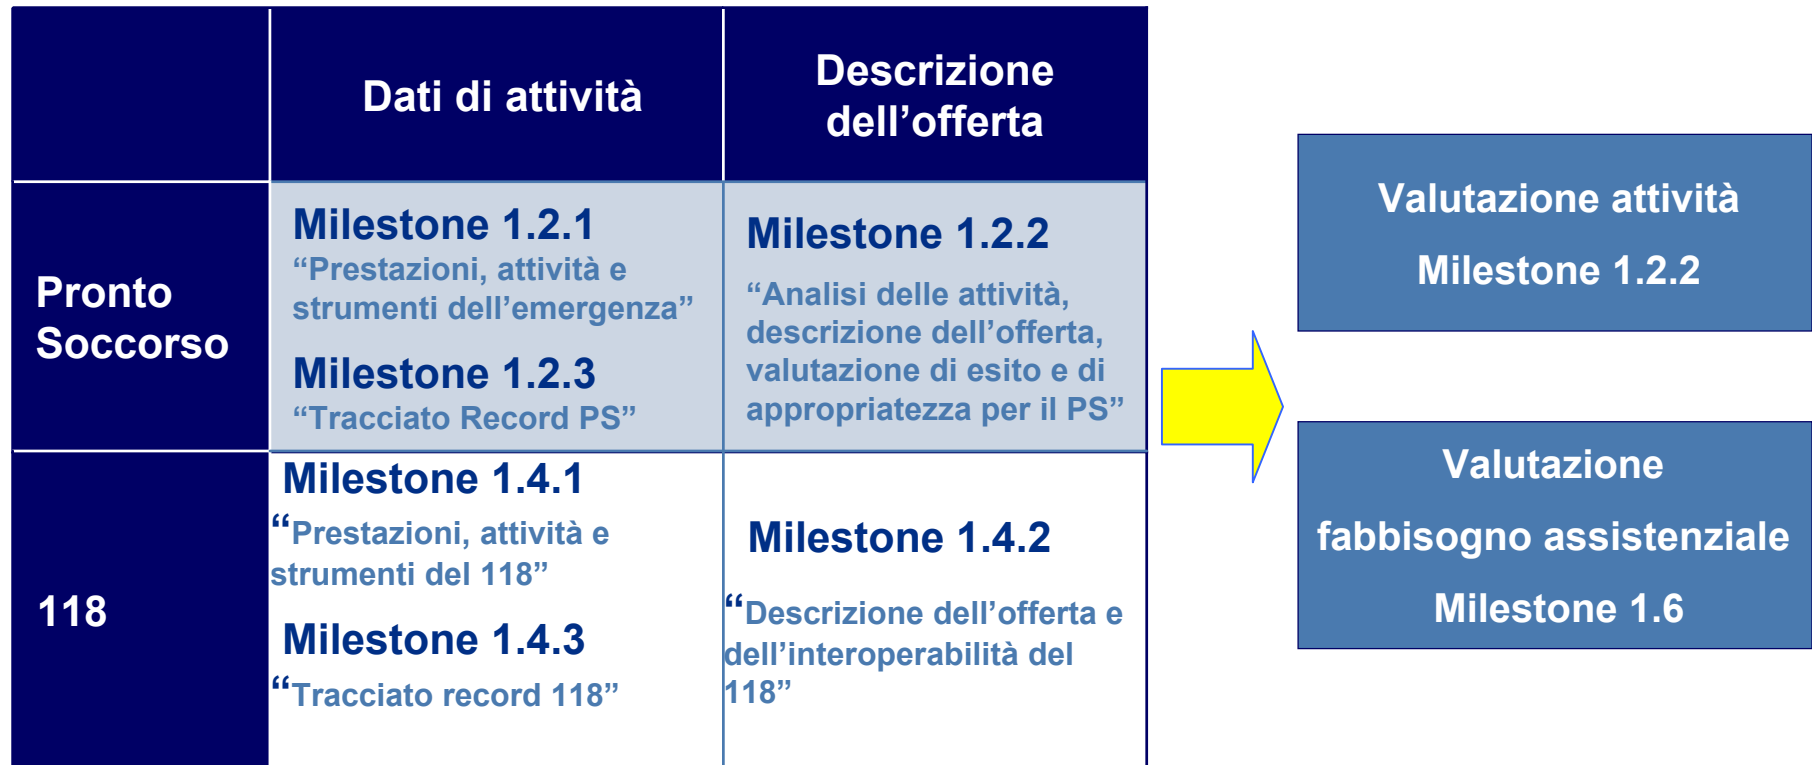 Dati di attività
Descrizione
dell’offerta
Pronto
Soccorso
Milestone 1.2.1
“Prestazioni, attività e
strumenti dell’emergenza”
Milestone 1.2.3
“Tracciato Record PS”
Milestone 1.2.2
“Analisi delle attività,
descrizione dell’offerta,
valutazione di esito e di
appropriatezza per il PS”
118
Milestone 1.4.1
“Prestazioni, attività e
strumenti del 118”
Milestone 1.4.3
“Tracciato record 118”
Milestone 1.4.2
“Descrizione dell’offerta e
dell’interoperabilità del
118”
Valutazione attività
Milestone 1.2.2
Valutazione
fabbisogno assistenziale
Milestone 1.6